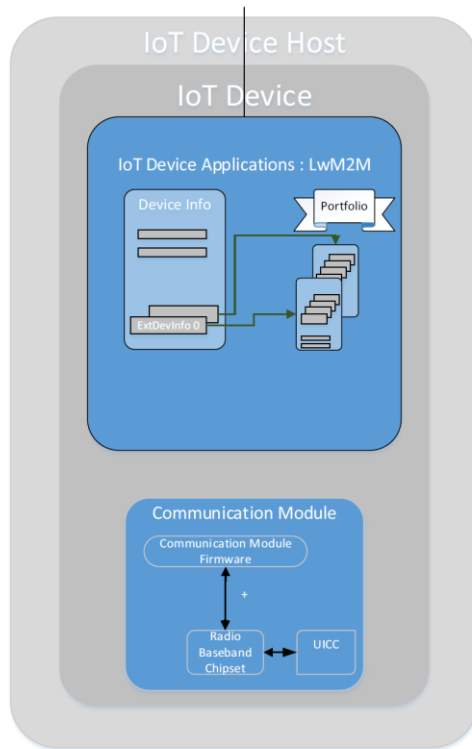 IoT Device Host
IoT Device
IoT Device Applications : LwM2M
Device Info
Portfolio
ExtDevInfo 0
Communication Module
Communication Module
Firmware
+
Radio
Baseband
Chipset
UICC